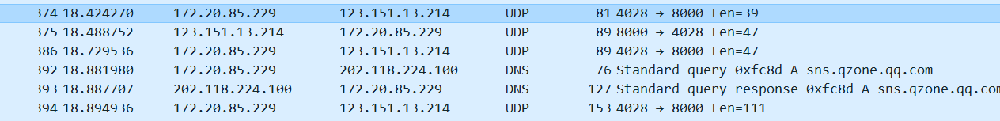 374 18.424270 172.20.85.229 123.151.13.214 UDP 81 4028 → 8000 Len=39
375 18.488752 123.151.13.214 172.20.85.229 UDP 89 8000 → 4028 Len=47
386 18.729536 172.20.85.229 123.151.13.214 UDP 89 4028 → 8000 Len=47
392 18.881980 172.20.85.229 202.118.224.100 DNS 76 Standard query 0xfc8d A sns.qzone.qq.com
393 18.887707 202.118.224.100 172.20.85.229 DNS 127 Standard query response 0xfc8d A sns.qzone.qq.com
394 18.894936 172.20.85.229 123.151.13.214 UDP 153 4028 → 8000 Len=111